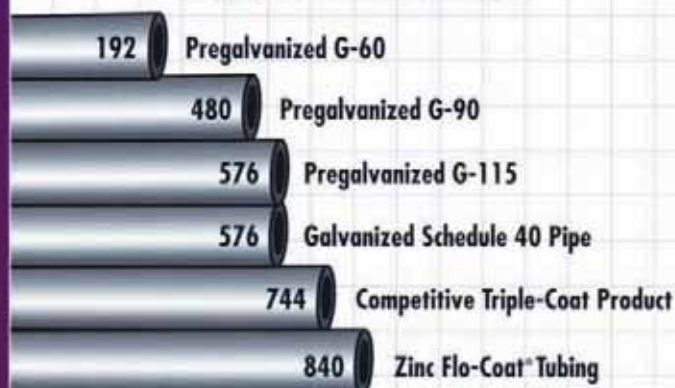 192 Pregalvanized G-60
480 Pregalvanized G-90
576 Pregalvanized G-115
576 Galvanized Schedule 40 Pipe
744 Competitive Triple-Coat Product
840 Zinc Flo-Coat® Tubing